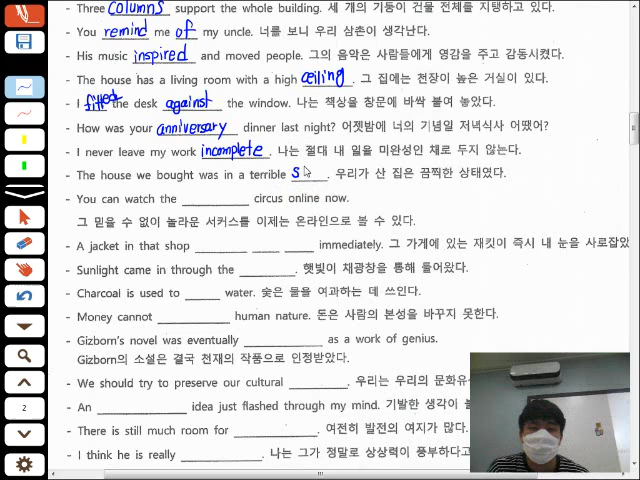 - Three columns support the whole building. 세 개의 기둥이 건물 전체를 지탱하고 있다.
- You remind me of my uncle. 너를 보니 우리 삼촌이 생각난다.
- His music inspired and moved people. 그의 음악은 사람들에게 영감을 주고 감동시켰다.
- The house has a living room with a high ceiling. 그 집에는 천장이 높은 거실이 있다.
- I fitted the desk against the window. 나는 책상을 창문에 바싹 붙여 놓았다.
- How was your anniversary dinner last night? 어젯밤에 너의 기념일 저녁식사 어땠어?
- I never leave my work incomplete. 나는 절대 내 일을 미완성인 채로 두지 않는다.
- The house we bought was in a terrible s____. 우리가 산 집은 끔찍한 상태였다.
- You can watch the ____________ circus online now.
그 믿을 수 없이 놀라운 서커스를 이제는 온라인으로 볼 수 있다.
- A jacket in that shop ________ ____ ____ immediately. 그 가게에 있는 재킷이 즉시 내 눈을 사로잡았
- Sunlight came in through the _________. 햇빛이 채광창을 통해 들어왔다.
- Charcoal is used to _____ water. 숯은 물을 여과하는 데 쓰인다.
- Money cannot ___________ human nature. 돈은 사람의 본성을 바꾸지 못한다.
- Gizborn's novel was eventually ____________ as a work of genius.
Gizborn의 소설은 결국 천재의 작품으로 인정받았다.
- We should try to preserve our cultural _________. 우리는 우리의 문화유
- An ______________ idea just flashed through my mind. 기발한 생각이
- There is still much room for _____________. 여전히 발전의 여지가 많다.
- I think he is really _____________. 나는 그가 정말로 상상력이 풍부하다고
2